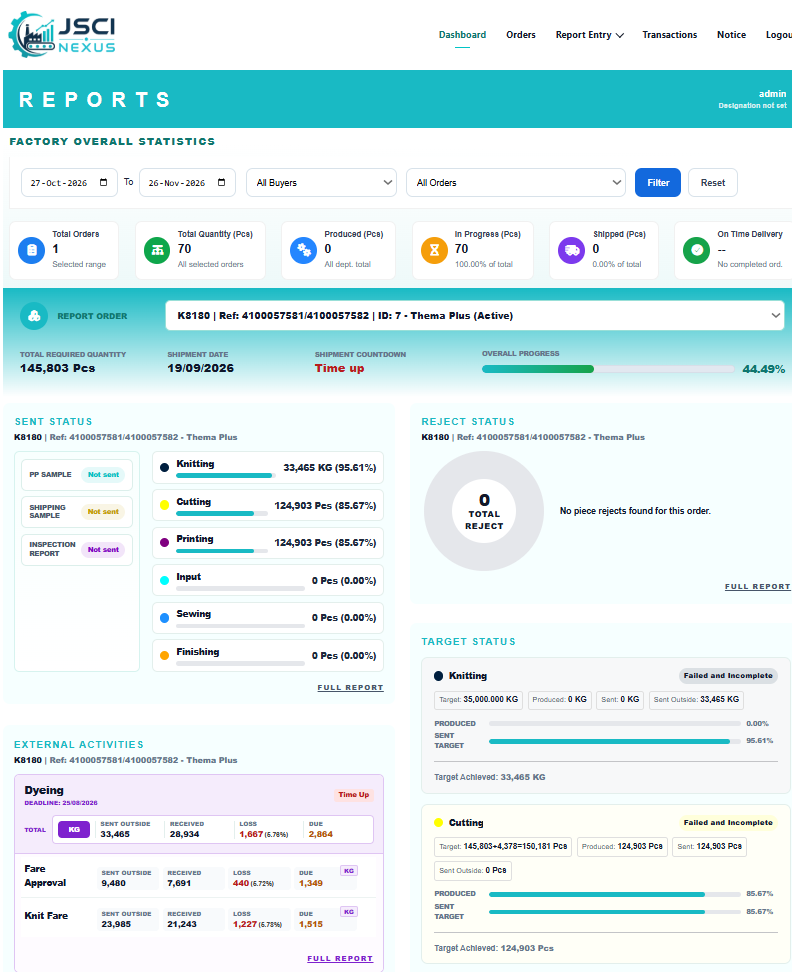 JSCI
NEXUS
Dashboard Orders Report Entry Transactions Notice Logou
REPORTS
admin
Designation not set
FACTORY OVERALL STATISTICS
27-Oct-2026 To 26-Nov-2026 All Buyers All Orders Filter Reset
Total Orders
1
Selected range
Total Quantity (Pcs)
70
All selected orders
Produced (Pcs)
0
All dept. total
In Progress (Pcs)
70
100.00% of total
Shipped (Pcs)
0
0.00% of total
On Time Delivery
--
No completed ord.
REPORT ORDER
K8180 | Ref: 4100057581/4100057582 | ID: 7 - Thema Plus (Active)
TOTAL REQUIRED QUANTITY
145,803 Pcs
SHIPMENT DATE
19/09/2026
SHIPMENT COUNTDOWN
Time up
OVERALL PROGRESS
44.49%
SENT STATUS
K8180 | Ref: 4100057581/4100057582 - Thema Plus
PP SAMPLE Not sent
SHIPPING
SAMPLE
Not sent
INSPECTION
REPORT
Not sent
Knitting 33,465 KG (95.61%)
Cutting 124,903 Pcs (85.67%)
Printing 124,903 Pcs (85.67%)
Input 0 Pcs (0.00%)
Sewing 0 Pcs (0.00%)
Finishing 0 Pcs (0.00%)
FULL REPORT
REJECT STATUS
K8180 | Ref: 4100057581/4100057582 - Thema Plus
0
TOTAL
REJECT
No piece rejects found for this order.
FULL REPORT
EXTERNAL ACTIVITIES
K8180 | Ref: 4100057581/4100057582 - Thema Plus
Dyeing
DEADLINE: 25/08/2026
Time Up
TOTAL KG
SENT OUTSIDE
33,465
RECEIVED
28,934
LOSS
1,667 (5.76%)
DUE
2,864
Fare
Approval
SENT OUTSIDE
9,480
RECEIVED
7,691
LOSS
440 (5.72%)
DUE
1,349
KG
Knit Fare
SENT OUTSIDE
23,985
RECEIVED
21,243
LOSS
1,227 (5.78%)
DUE
1,515
KG
FULL REPORT
TARGET STATUS
Knitting Failed and Incomplete
Target: 35,000.000 KG Produced: 0 KG Sent: 0 KG Sent Outside: 33,465 KG
PRODUCED 0.00%
SENT
TARGET
95.61%
Target Achieved: 33,465 KG
Cutting Failed and Incomplete
Target: 145,803+4,378=150,181 Pcs Produced: 124,903 Pcs Sent: 124,903 Pcs
Sent Outside: 0 Pcs
PRODUCED 85.67%
SENT
TARGET
85.67%
Target Achieved: 124,903 Pcs